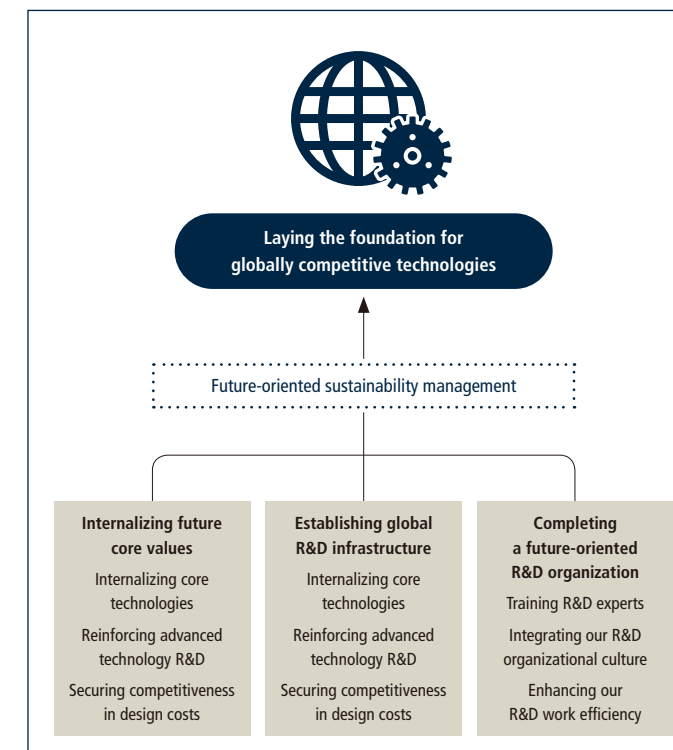 Laying the foundation for
globally competitive technologies
Future-oriented sustainability management
Internalizing future
core values
Internalizing core
technologies
Reinforcing advanced
technology R&D
Securing competitiveness
in design costs
Establishing global
R&D infrastructure
Internalizing core
technologies
Reinforcing advanced
technology R&D
Securing competitiveness
in design costs
Completing
a future-oriented
R&D organization
Training R&D experts
Integrating our R&D
organizational culture
Enhancing our
R&D work efficiency